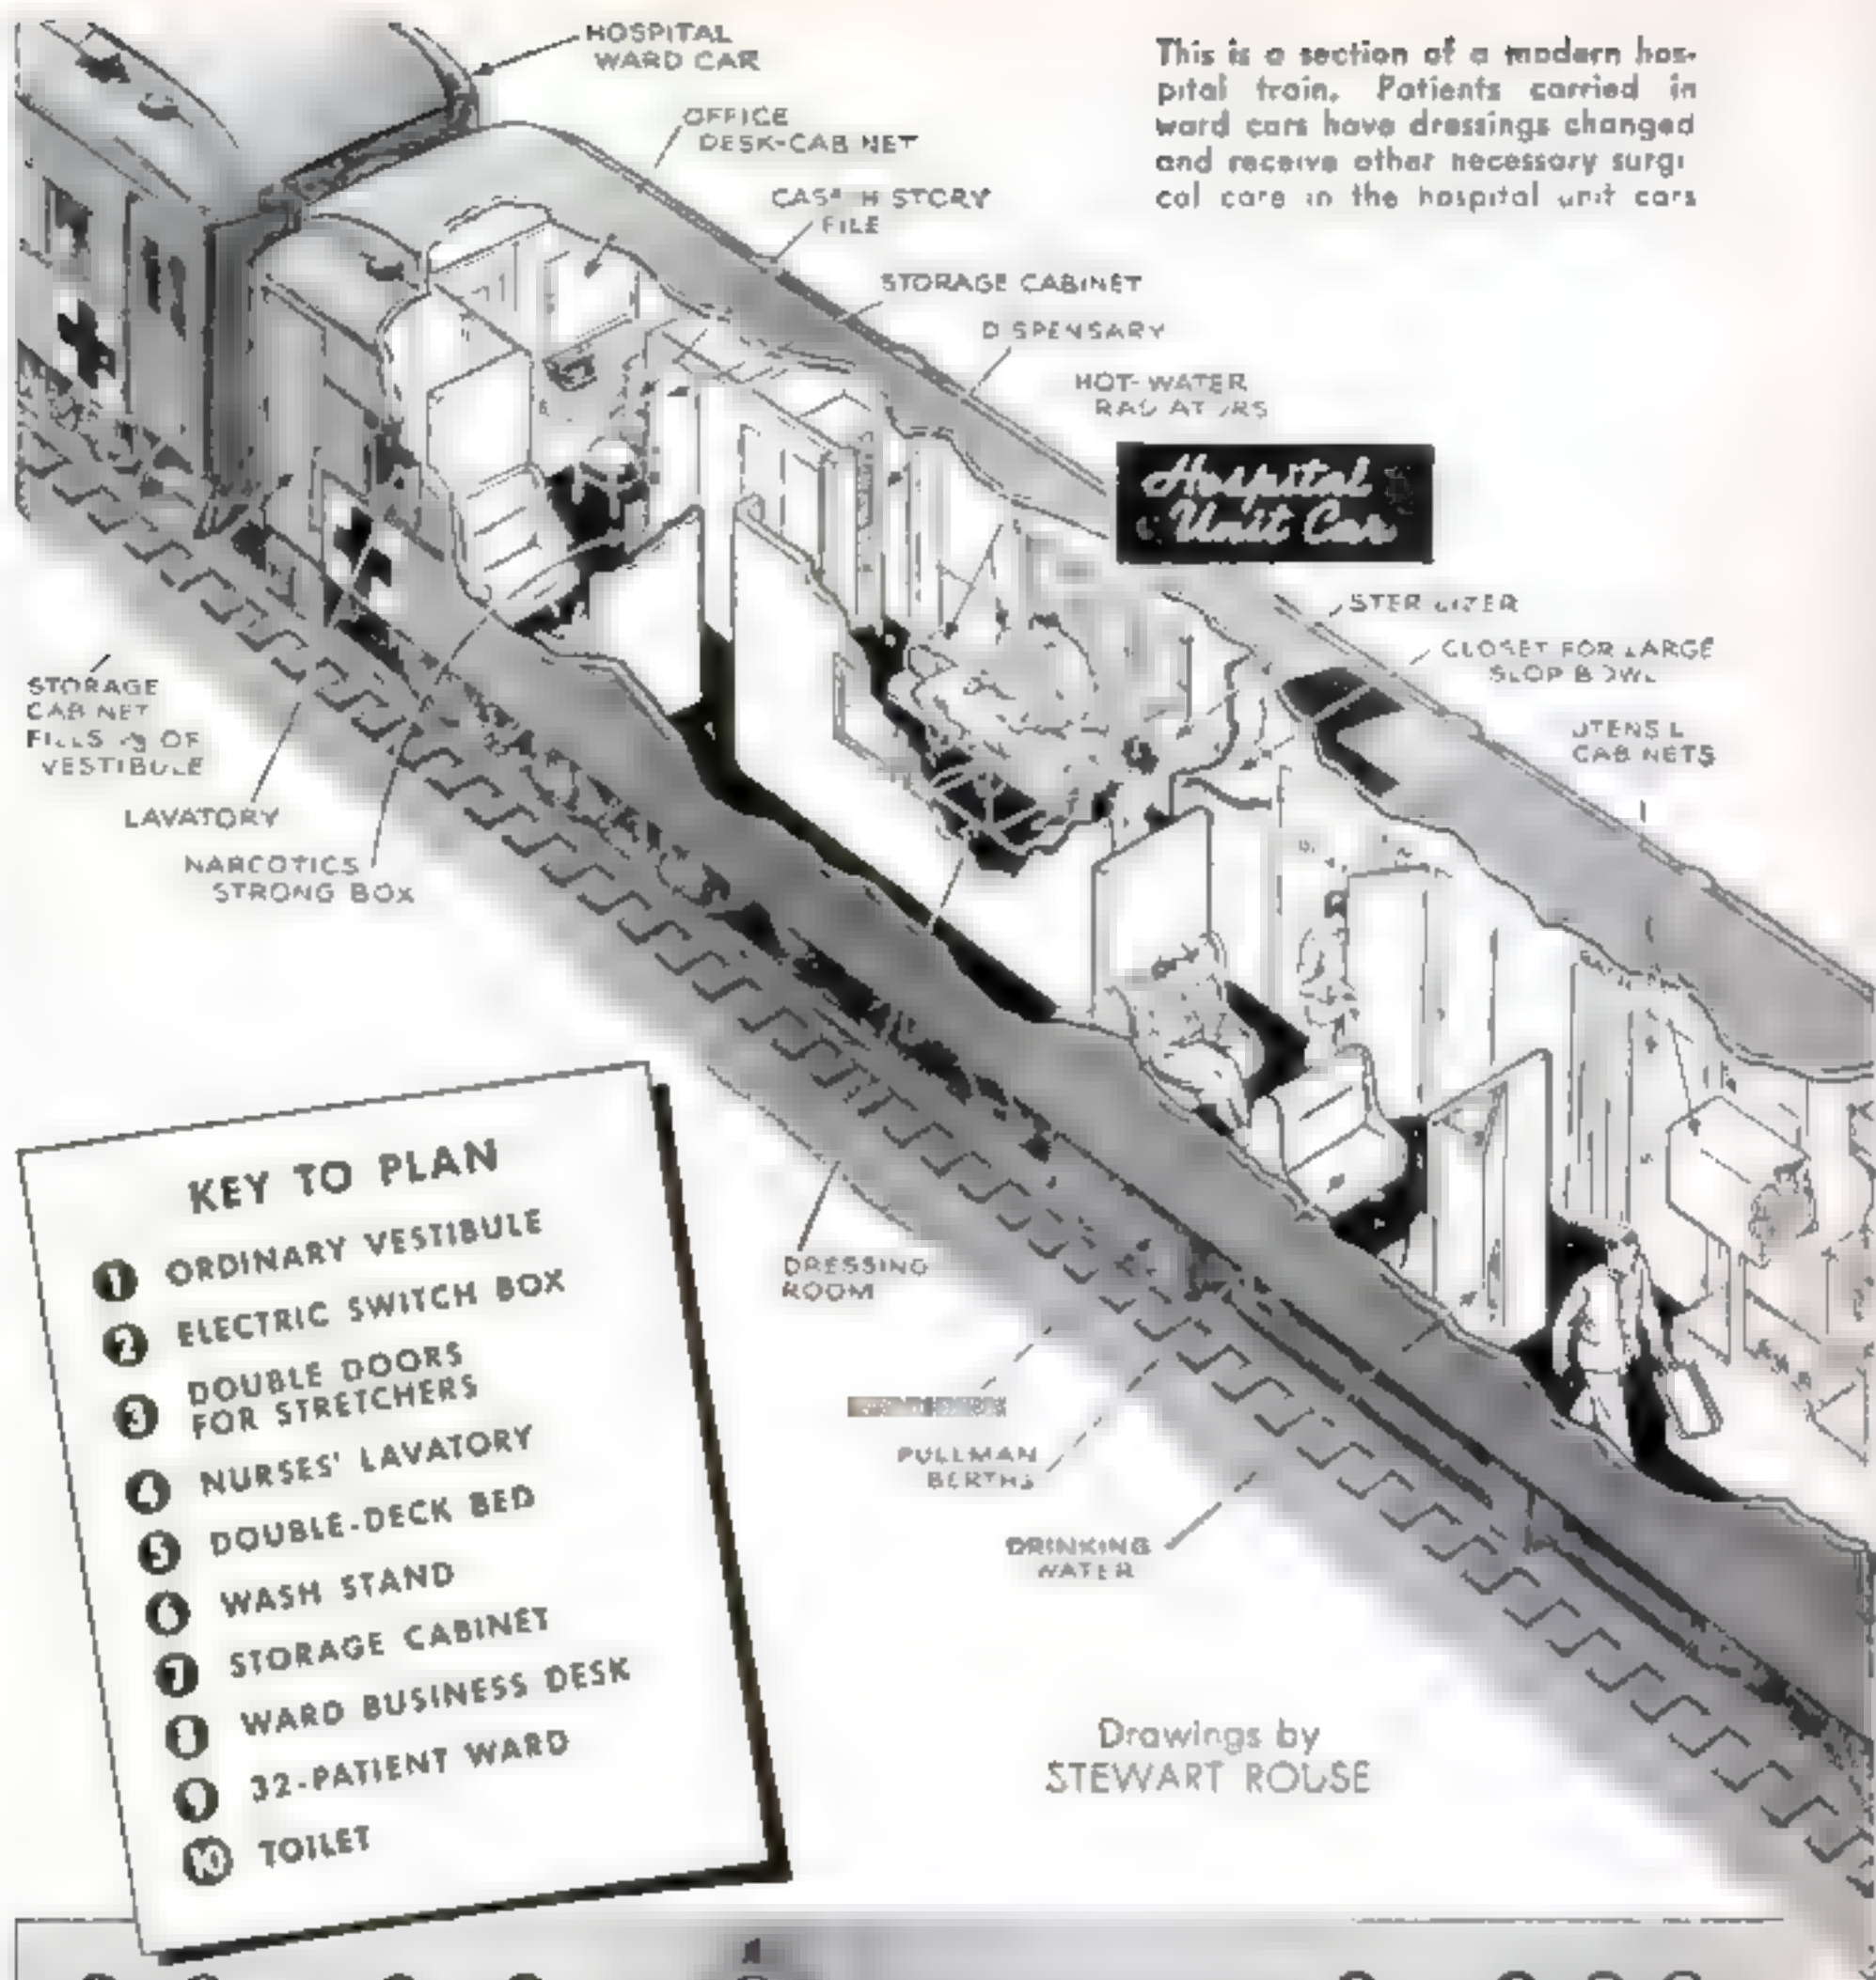 HOSPITAL
WARD CAR
OFFICE
DESK-CABINET
CASE HISTORY
FILE
STORAGE CABINET
DISPENSARY
HOT-WATER
RADIATORS
This is a section of a modern hos-
pital train. Patients carried in
ward cars have dressings changed
and receive other necessary surgi
cal care in the hospital unit cars
Hospital
Unit Car
STERILIZER
CLOSET FOR LARGE
SLOP BOWL
UTENSIL
CABINETS
STORAGE
CABINET
FILLS OF
VESTIBULE
LAVATORY
NARCOTICS
STRONG BOX
DRESSING
ROOM
PULLMAN
BERTHS
DRINKING
WATER
KEY TO PLAN
1 ORDINARY VESTIBULE
2 ELECTRIC SWITCH BOX
3 DOUBLE DOORS
FOR STRETCHERS
4 NURSES' LAVATORY
5 DOUBLE-DECK BED
6 WASH STAND
7 STORAGE CABINET
8 WARD BUSINESS DESK
9 32-PATIENT WARD
10 TOILET
Drawings by
STEWART ROUSE